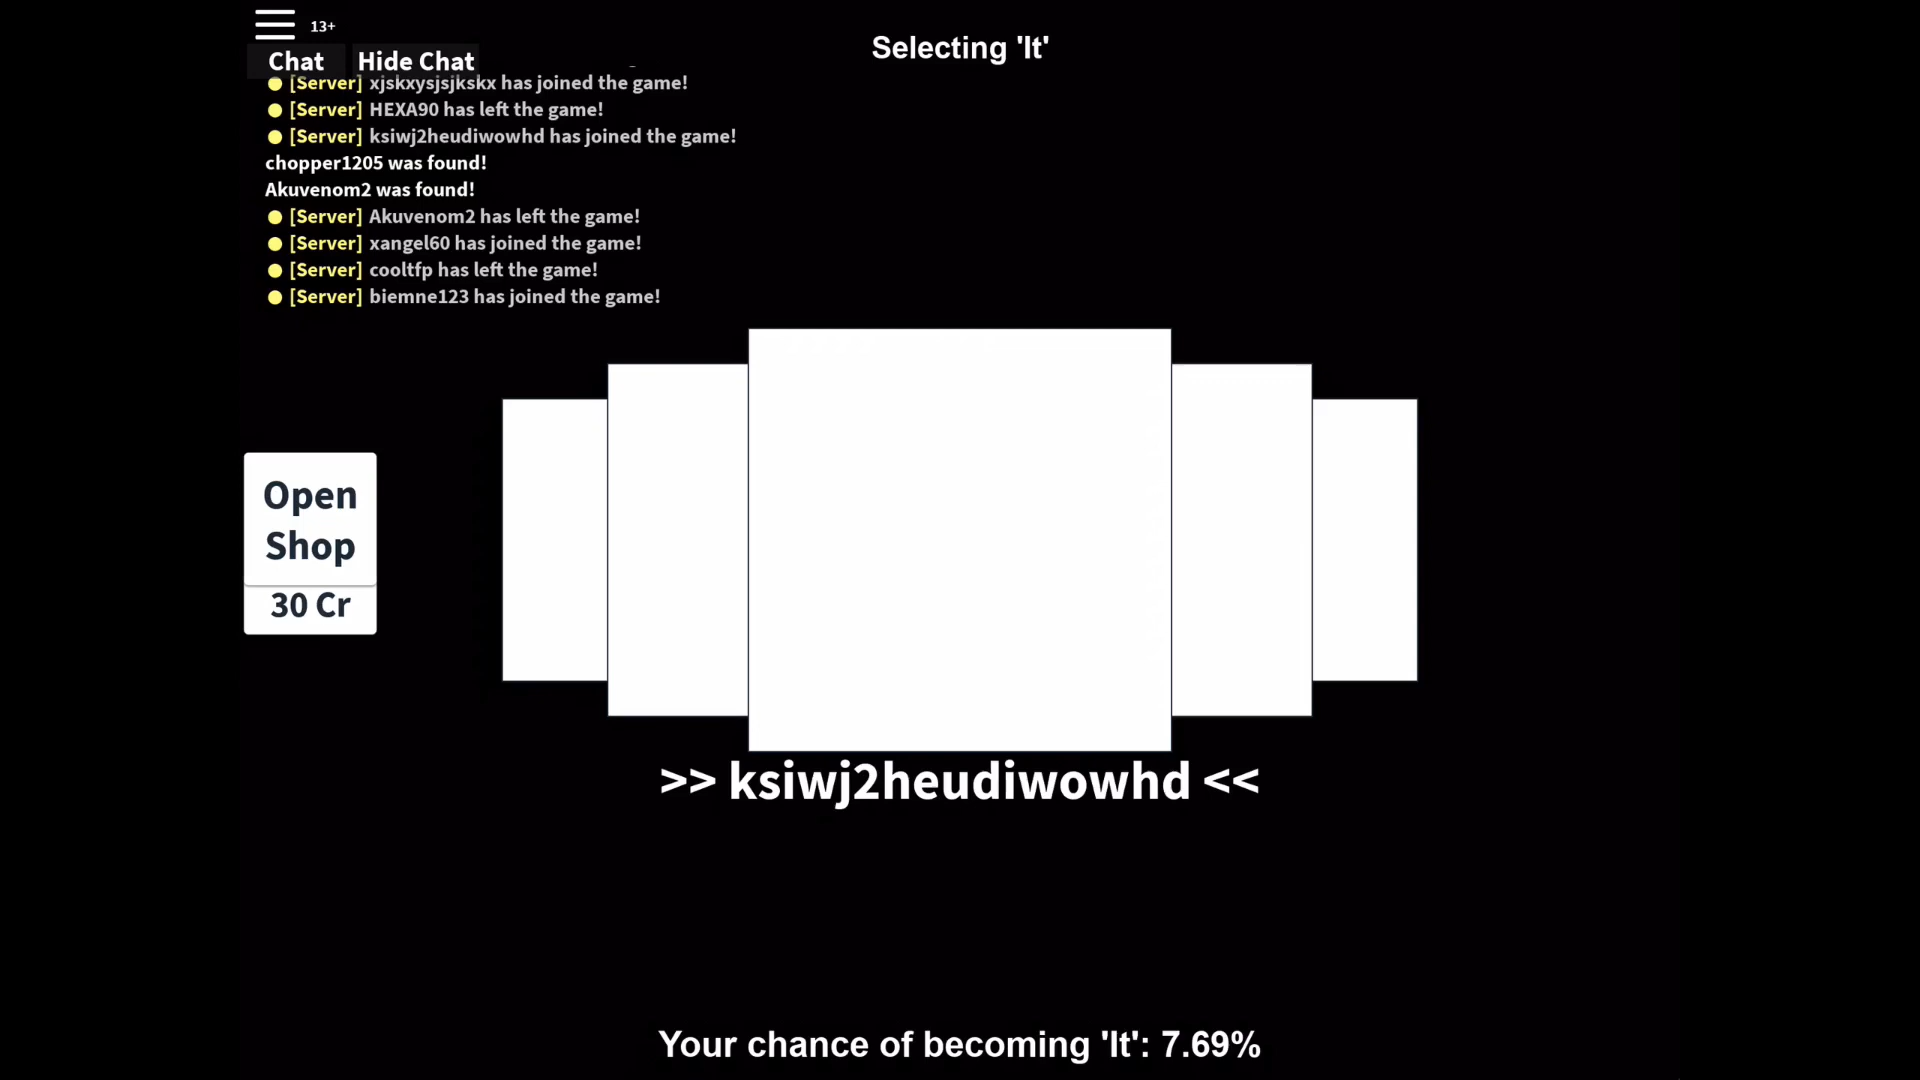 13+
Selecting 'It'
Chat Hide Chat
[Server] xjskxysjsjkskx has joined the game!
[Server] HEXA90 has left the game!
[Server] ksiwj2heudiwowhd has joined the game!
chopper1205 was found!
Akuvenom2 was found!
[Server] Akuvenom2 has left the game!
[Server] xangel60 has joined the game!
[Server] cooltfp has left the game!
[Server] biemne123 has joined the game!
Open
Shop
30 Cr
>> ksiwj2heudiwowhd <<
Your chance of becoming 'It': 7.69%